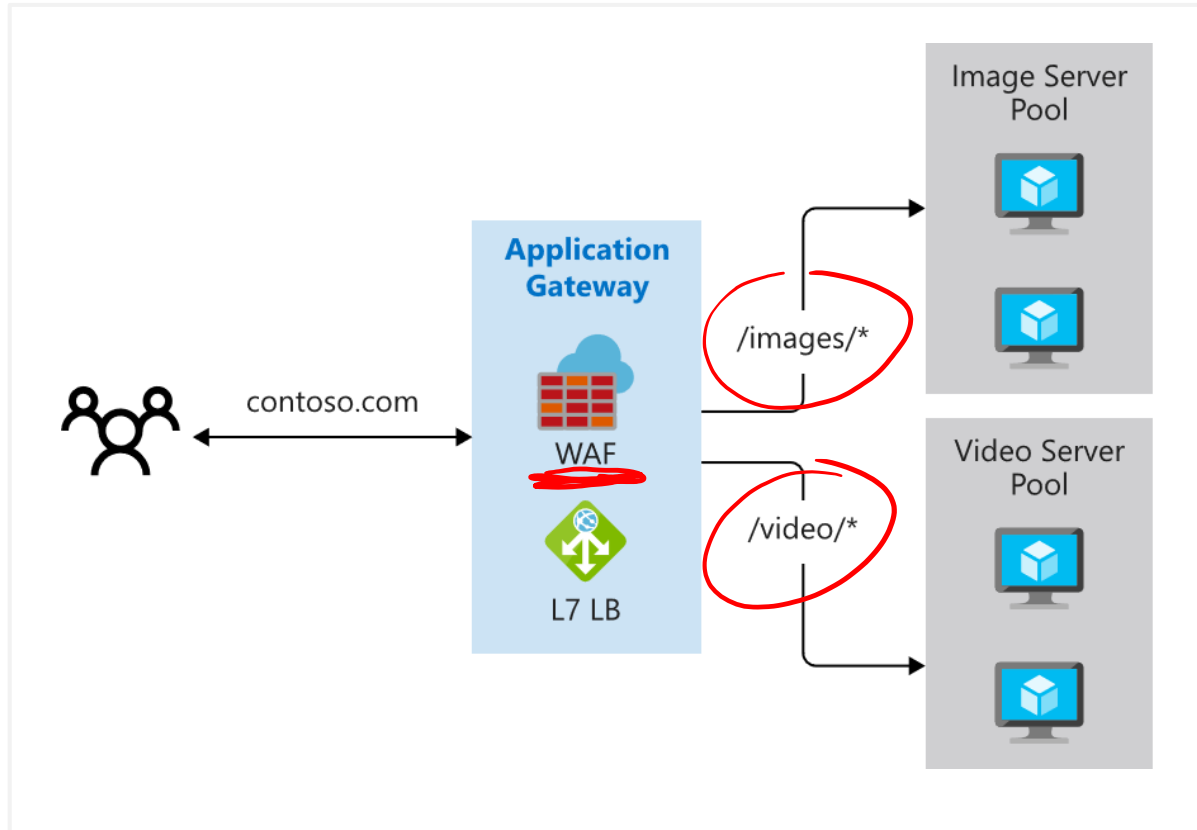 contoso.com
Application
Gateway
WAF
L7 LB
/images/*
/video/*
Image Server
Pool
Video Server
Pool